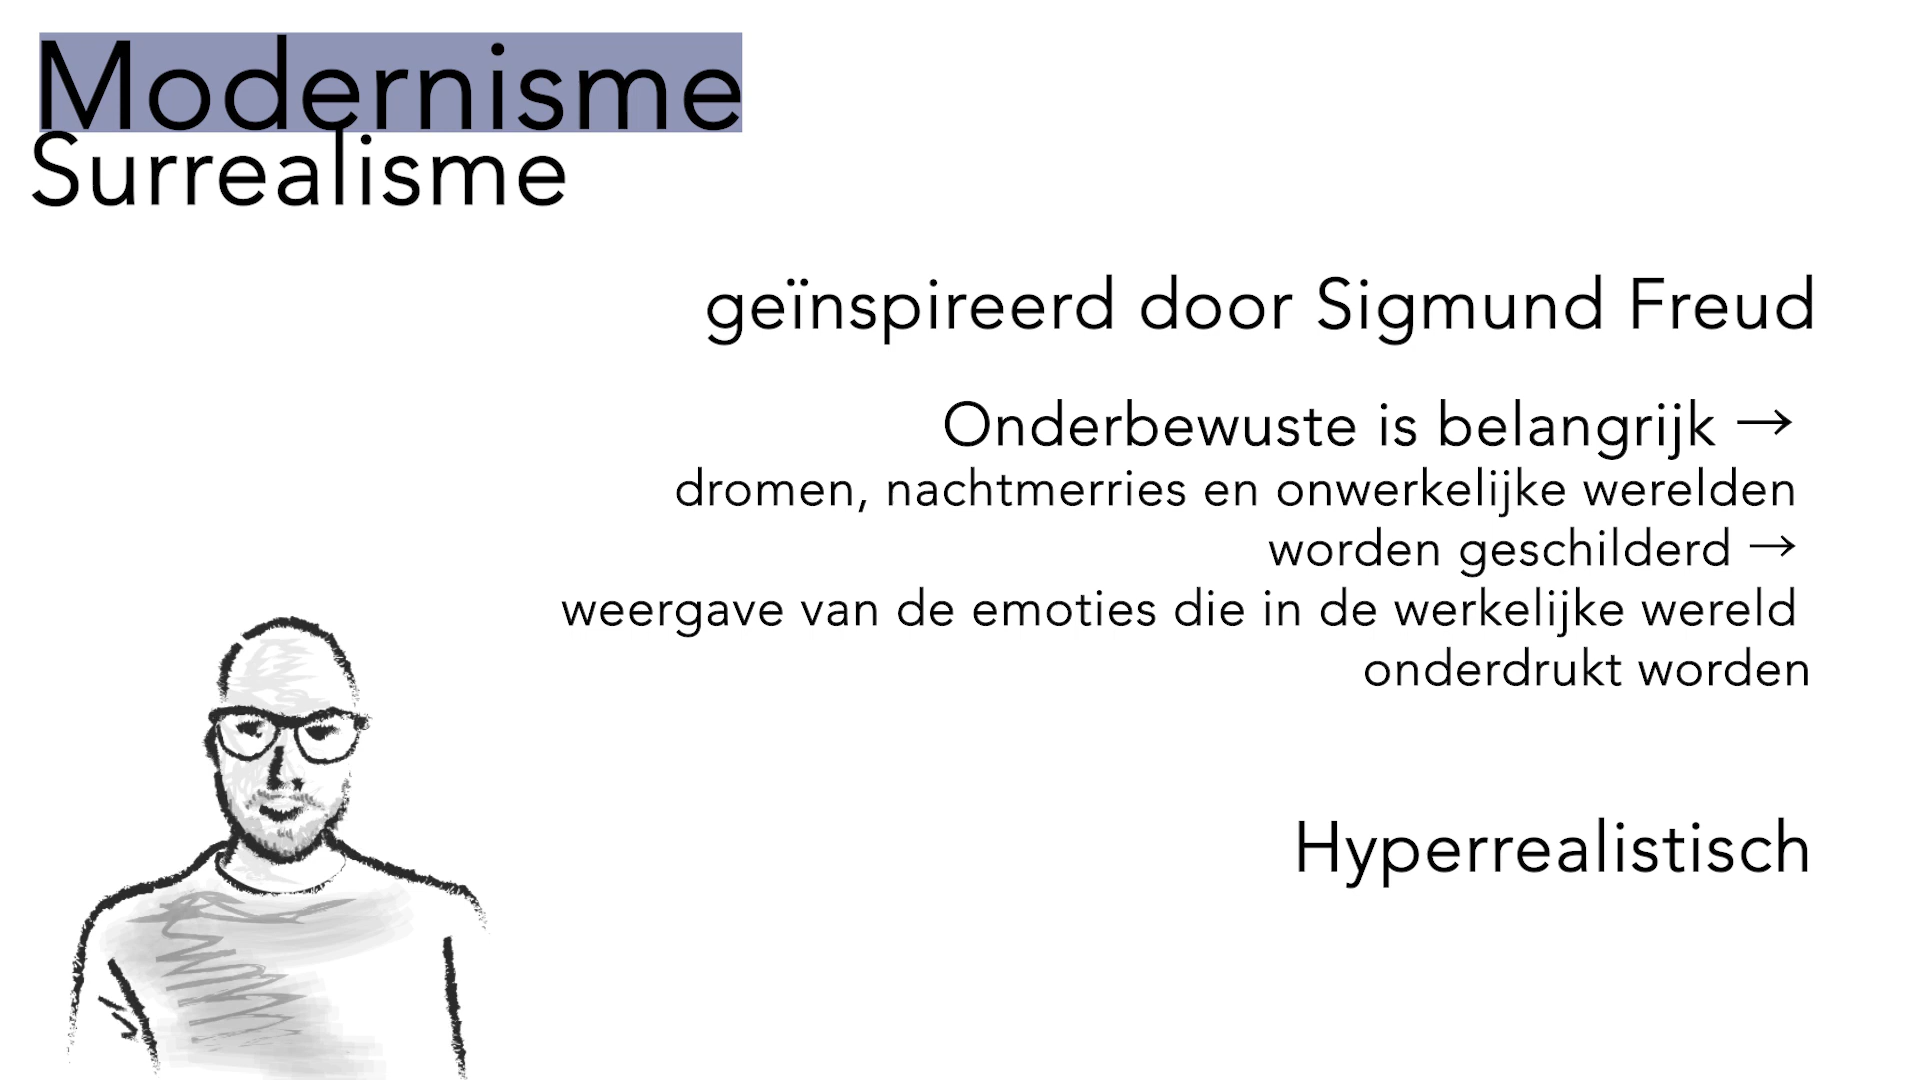 Modernisme
Surrealisme
geïnspireerd door Sigmund Freud
Onderbewuste is belangrijk →
dromen, nachtmerries en onwerkelijke werelden
worden geschilderd →
weergave van de emoties die in de werkelijke wereld
onderdrukt worden
Hyperrealistisch